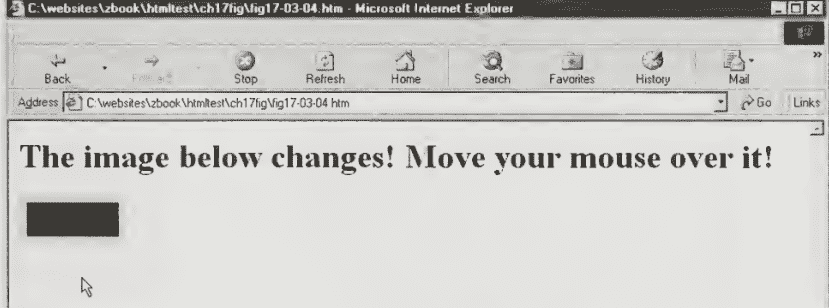 C:\websites\zbook\htmltest\ch17fig\fig17-03-04.htm - Microsoft Internet Explorer
Back Forward Stop Refresh Home Search Favorites History Mail »
Address C:\websites\zbook\htmltest\ch17fig\fig17-03-04 htm Go Links
The image below changes! Move your mouse over it!